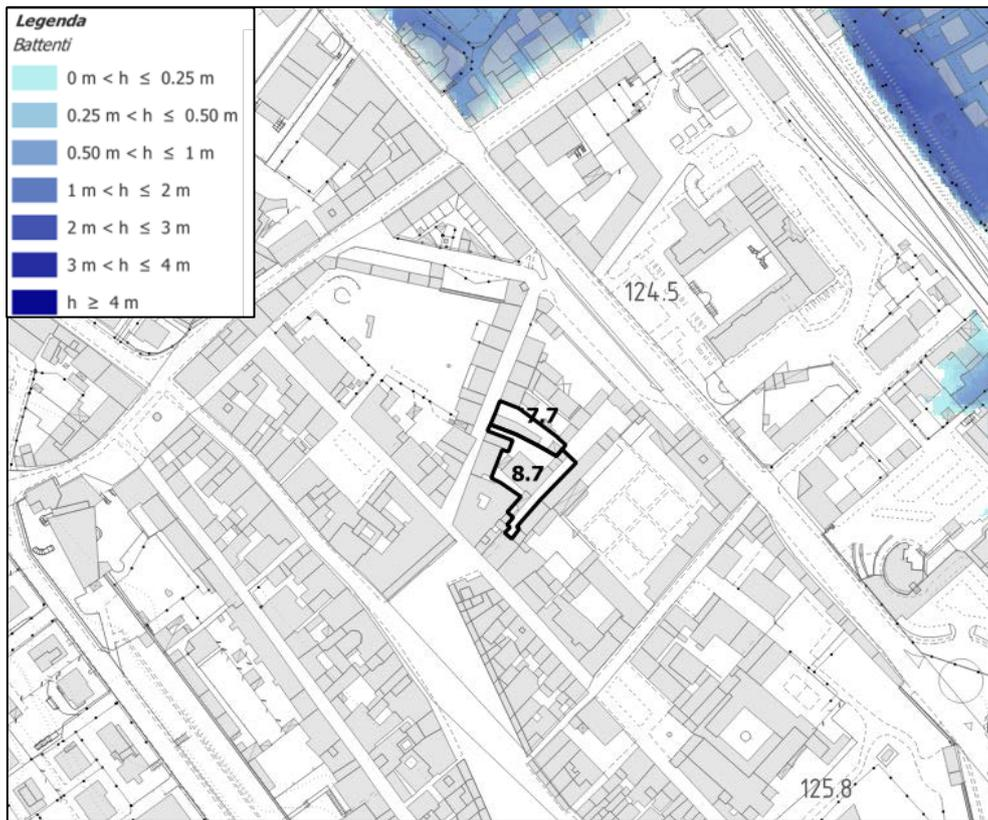 Legenda
Battenti
0 m < h ≤ 0.25 m
0.25 m < h ≤ 0.50 m
0.50 m < h ≤ 1 m
1 m < h ≤ 2 m
2 m < h ≤ 3 m
3 m < h ≤ 4 m
h ≥ 4 m
124.5
7.7
8.7
125.8